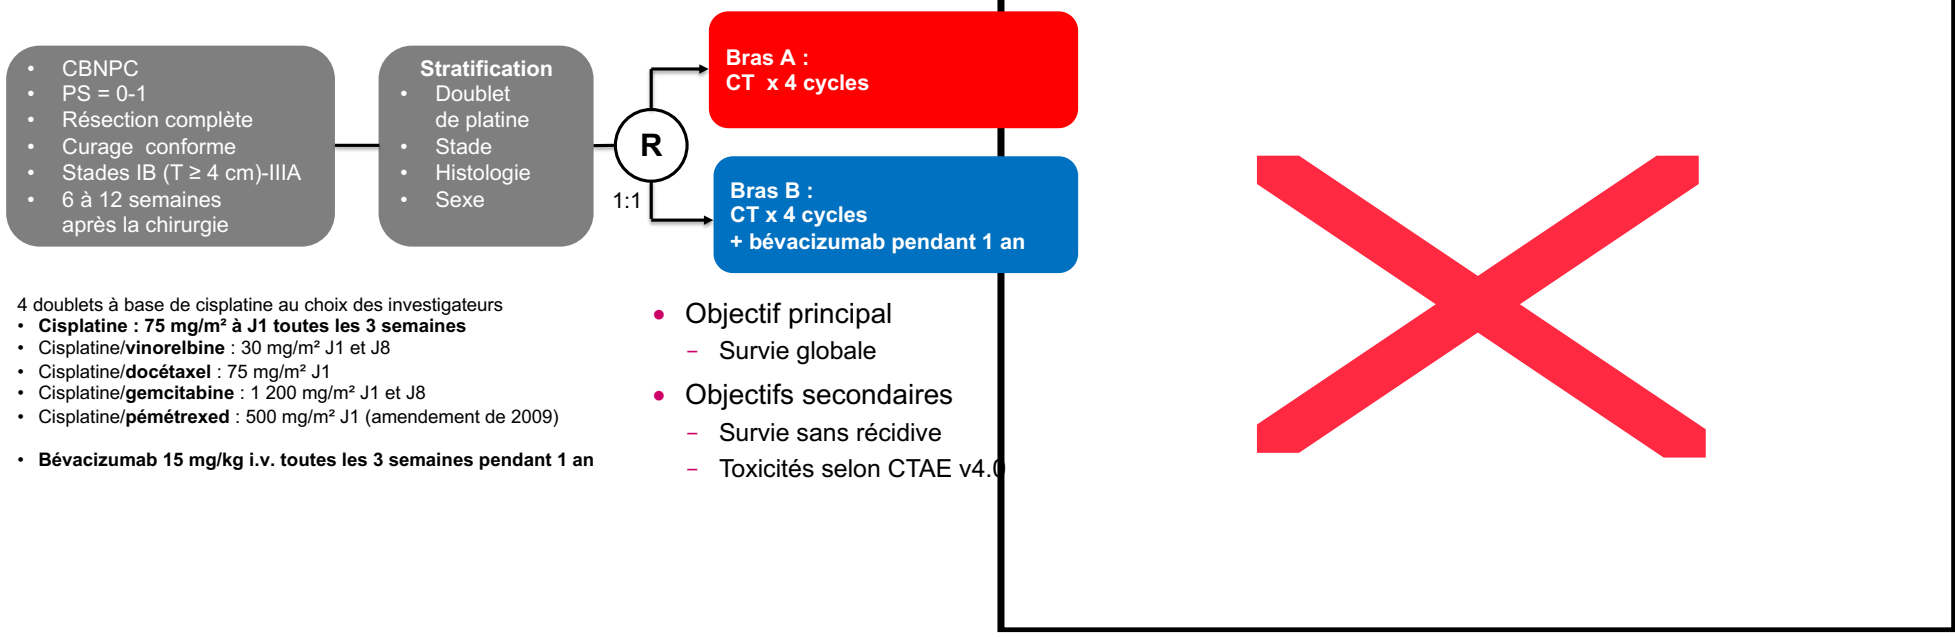 • CBNPC
• PS = 0-1
• Résection complète
• Curage conforme
• Stades IB (T ≥ 4 cm)-IIIA
• 6 à 12 semaines
après la chirurgie
Stratification
• Doublet
de platine
• Stade
• Histologie
• Sexe
R
1:1
Bras A :
CT x 4 cycles
Bras B :
CT x 4 cycles
+ bévacizumab pendant 1 an
4 doublets à base de cisplatine au choix des investigateurs
• Cisplatine : 75 mg/m² à J1 toutes les 3 semaines
• Cisplatine/vinorelbine : 30 mg/m² J1 et J8
• Cisplatine/docétaxel : 75 mg/m² J1
• Cisplatine/gemcitabine : 1 200 mg/m² J1 et J8
• Cisplatine/pémétrexed : 500 mg/m² J1 (amendement de 2009)
• Bévacizumab 15 mg/kg i.v. toutes les 3 semaines pendant 1 an
• Objectif principal
– Survie globale
• Objectifs secondaires
– Survie sans récidive
– Toxicités selon CTAE v4.0